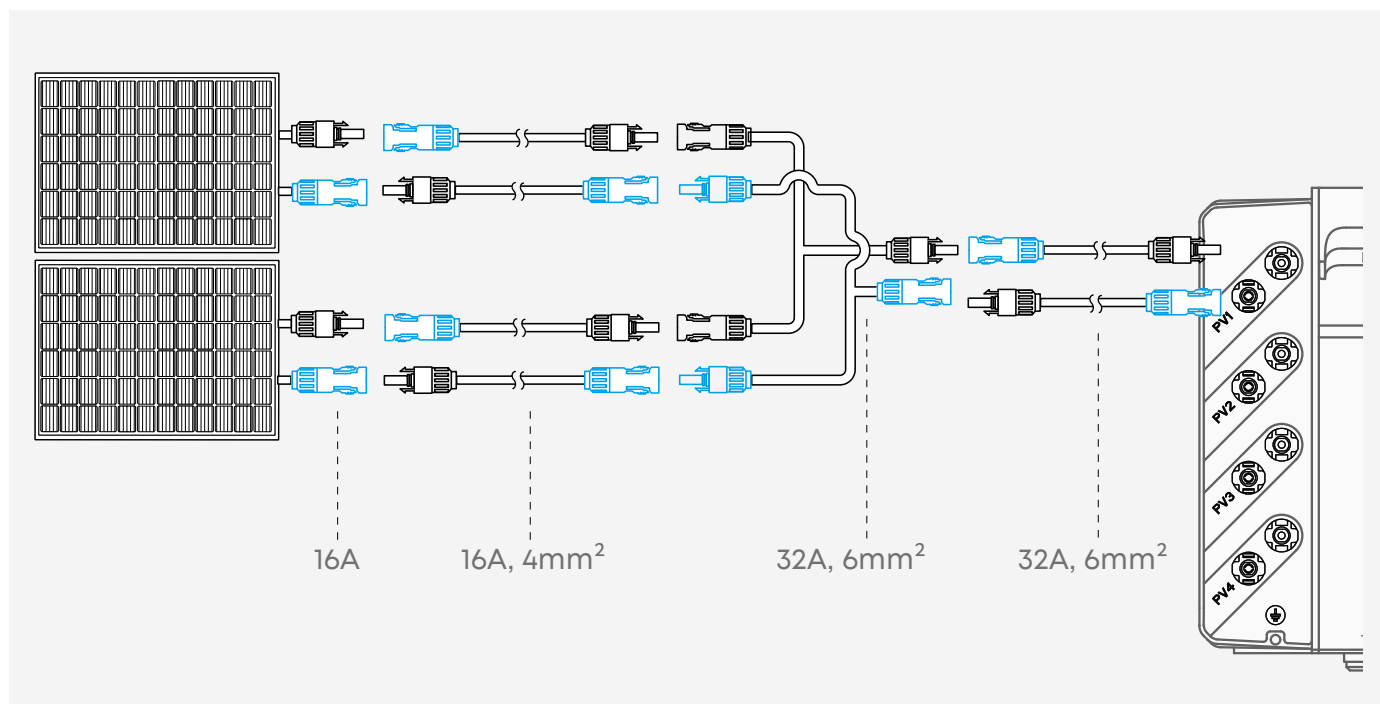 PV1
PV2
PV3
PV4
16A
16A, 4mm²
32A, 6mm²
32A, 6mm²